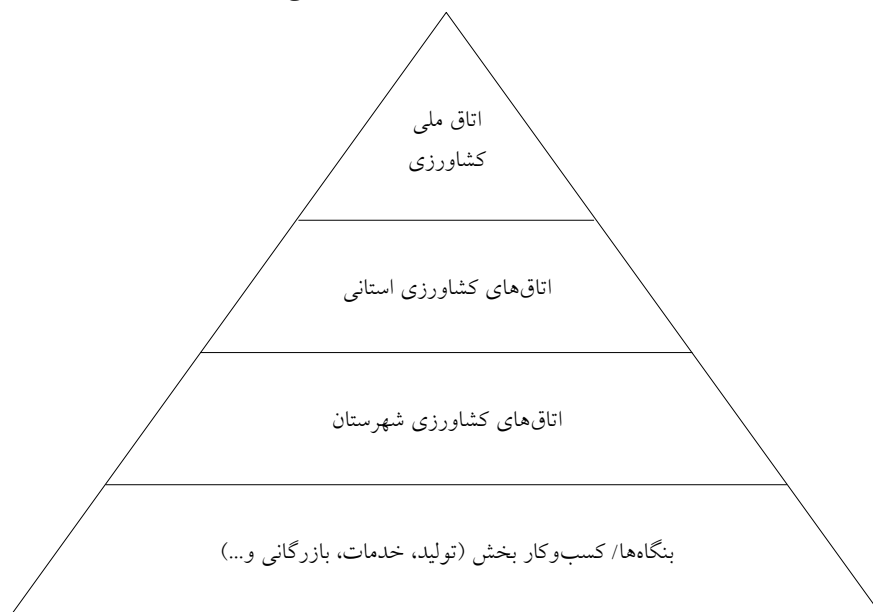 اتاق ملی
کشاورزی
اتاق‌های کشاورزی استانی
اتاق‌های کشاورزی شهرستان
بنگاه‌ها/ کسب‌وکار بخش (تولید، خدمات، بازرگانی و...)